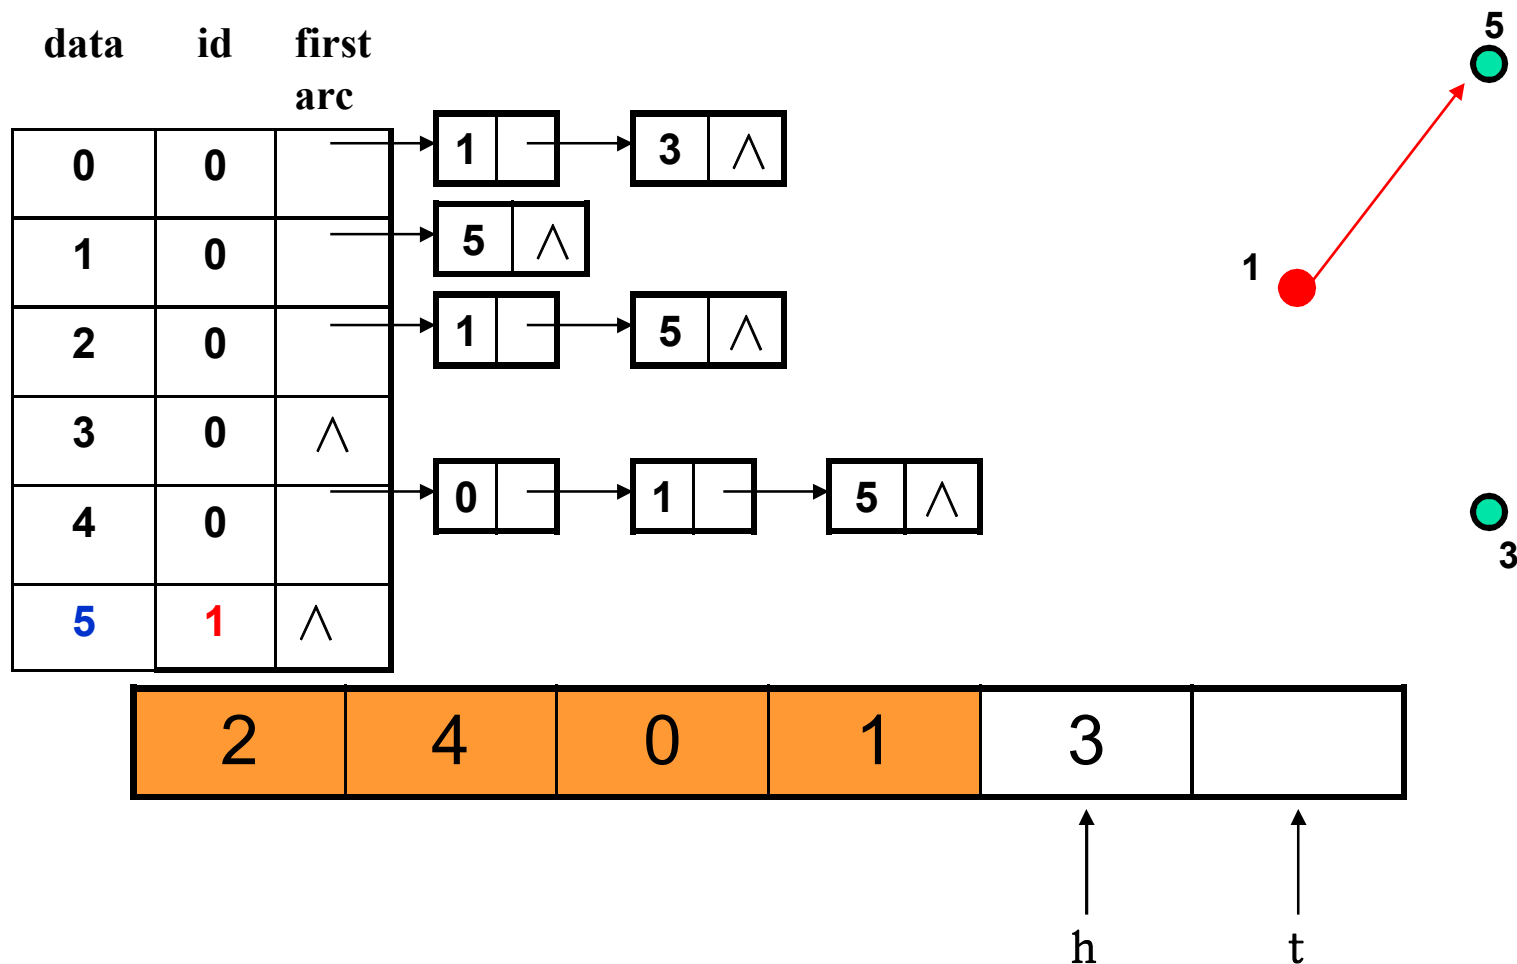 data id first
arc
0 0 1 3 ∧
1 0 5 ∧
2 0 1 5 ∧
3 0 ∧
4 0 0 1 5 ∧
5 1 ∧
5
1
3
2 4 0 1 3
h t